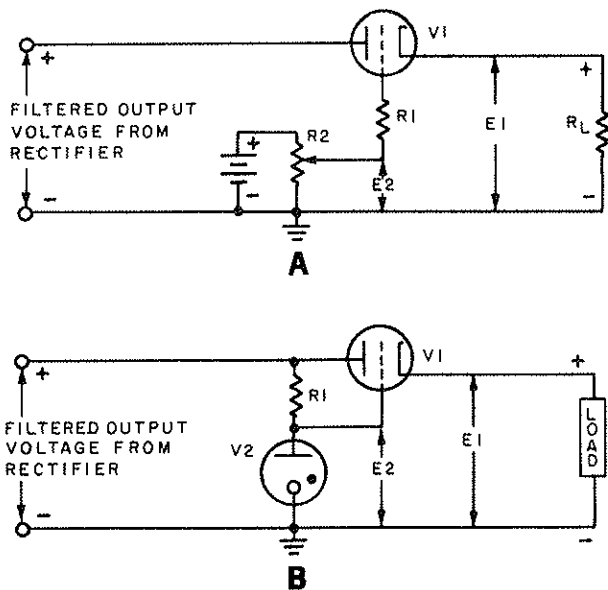 V1
+
FILTERED OUTPUT
VOLTAGE FROM
RECTIFIER
R1
E1
+
RL
+
R2
E2
-
-
-
A
V1
+
+
R1
FILTERED OUTPUT
VOLTAGE FROM
RECTIFIER
V2
E2
E1
LOAD
-
-
B